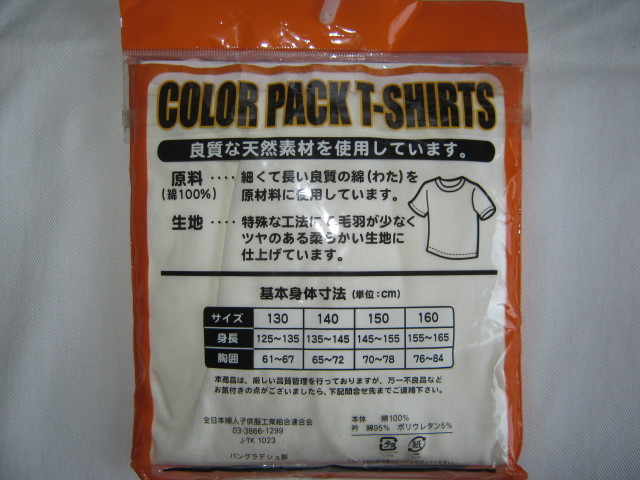 COLOR PACK T-SHIRTS
良質な天然素材を使用しています。
原料 ････ 細くて長い良質の綿（わた）を
(綿100%) 原材料に使用しています。
生地 ････ 特殊な工法にて毛羽が少なく
ツヤのある柔らかい生地に
仕上げています。
基本身体寸法 (単位:cm)
サイズ 130 140 150 160
身長 125〜135 135〜145 145〜155 155〜165
胸囲 61〜67 65〜72 70〜78 76〜84
本商品は、厳しい品質管理を行っておりますが、万一不良品など
お気付きの点がございましたら、下記問合せ先までご連絡下さい。
全日本婦人子供服工業組合連合会
03-3866-1299
J-TK 1023
バングラデシュ製
本体 綿100%
衿 綿95% ポリウレタン5%
プラ 紙